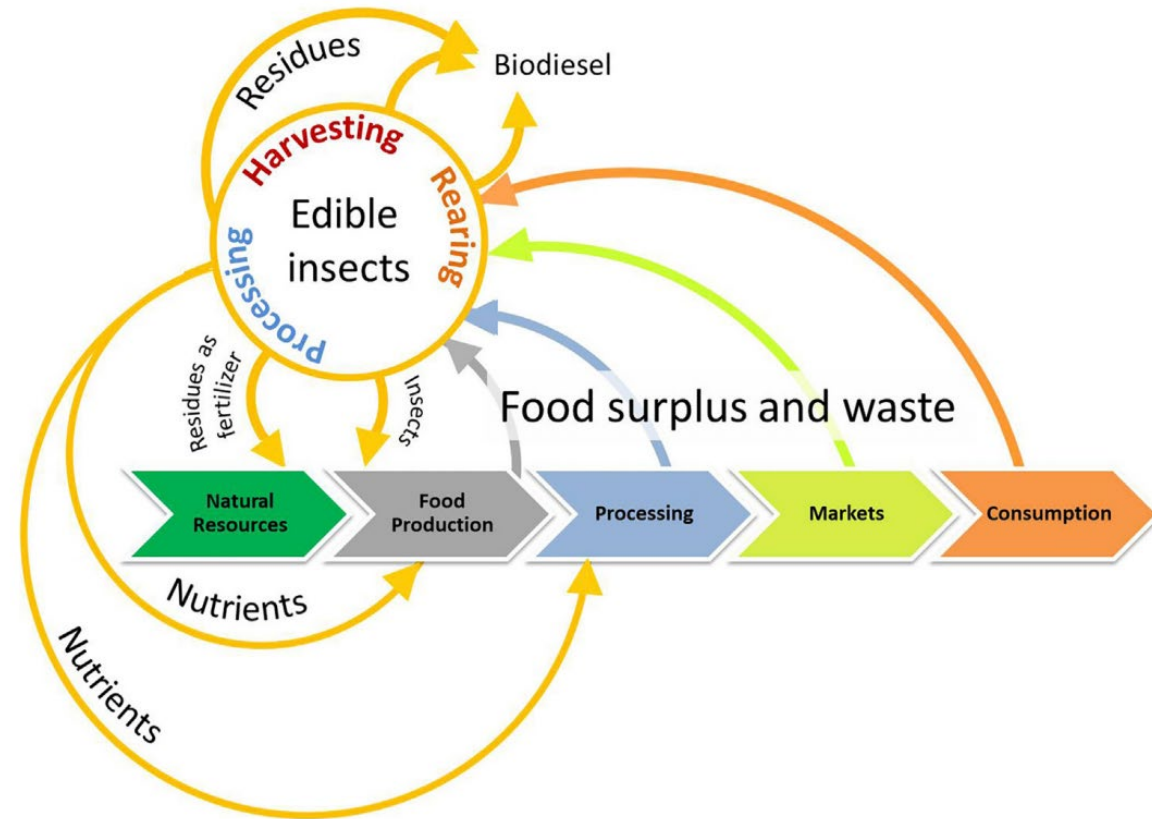 Residues
Biodiesel
Harvesting
Rearing
Processing
Edible
insects
Residues as
fertilizer
Insects
Food surplus and waste
Natural
Resources
Food
Production
Processing
Markets
Consumption
Nutrients
Nutrients